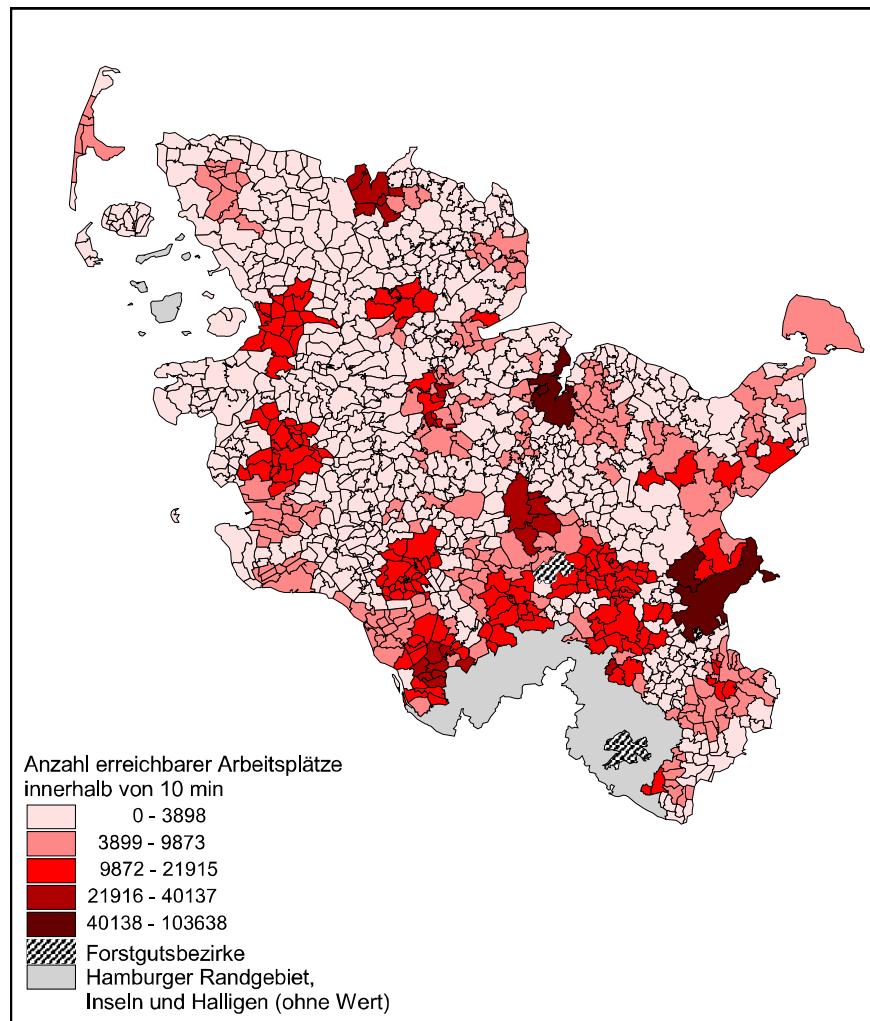 Anzahl erreichbarer Arbeitsplätze
innerhalb von 10 min
0 - 3898
3899 - 9873
9872 - 21915
21916 - 40137
40138 - 103638
Forstgutsbezirke
Hamburger Randgebiet,
Inseln und Halligen (ohne Wert)